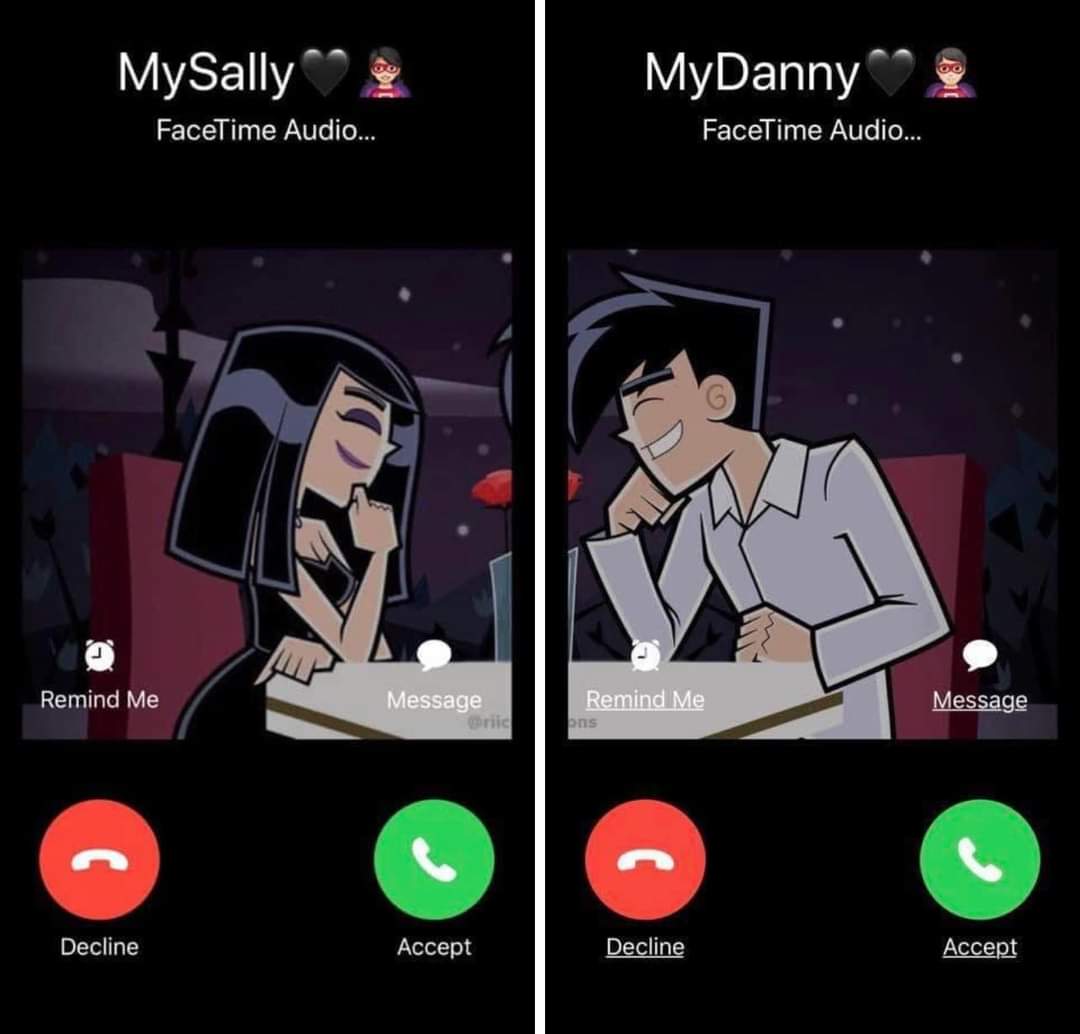 MySally🖤🦸🏻‍♀️
FaceTime Audio...
Remind Me
Message
@riic
Decline
Accept
MyDanny🖤🦸🏻‍♂️
FaceTime Audio...
Remind Me
Message
ons
Decline
Accept